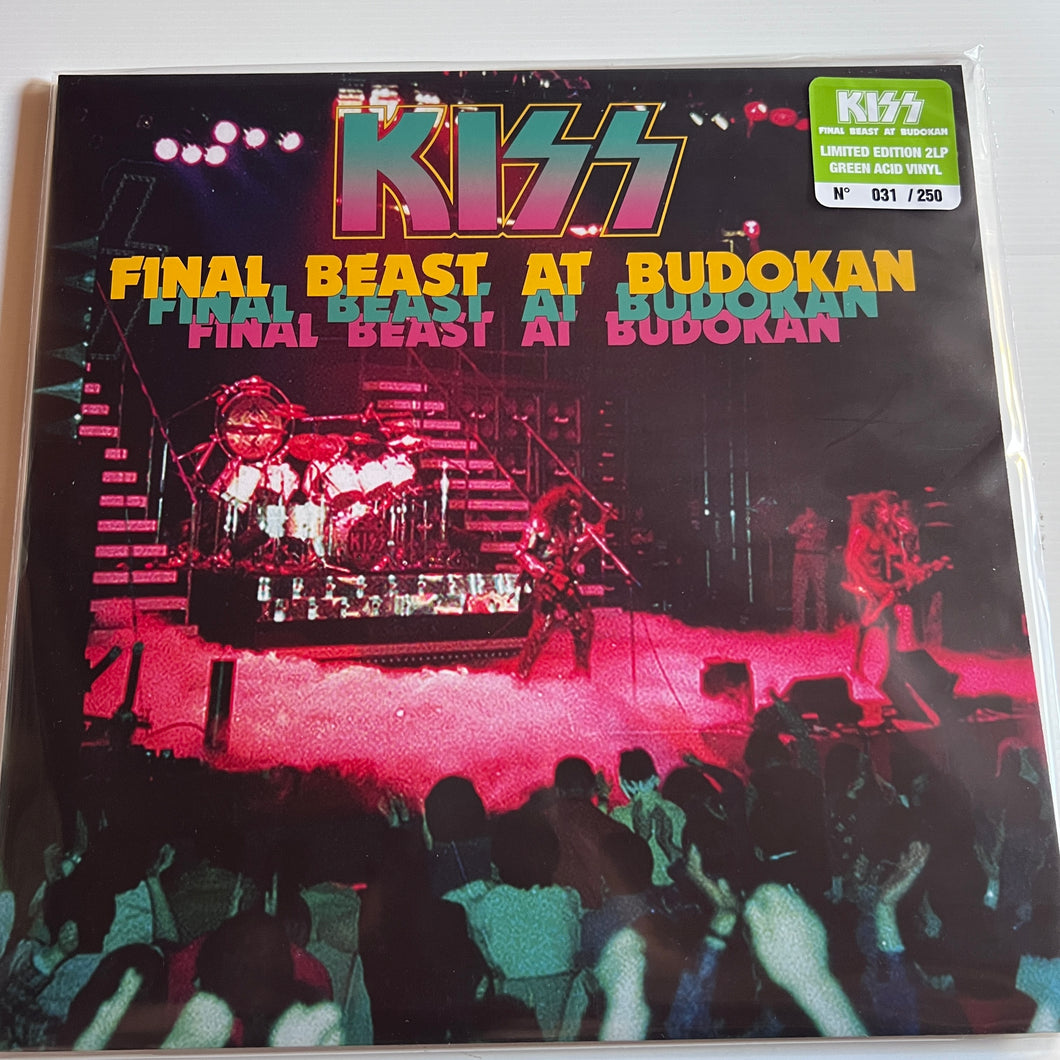 KISS
FINAL BEAST AT BUDOKAN
FINAL BEAST AT BUDOKAN
FINAL BEAST AT BUDOKAN
KISS
FINAL BEAST AT BUDOKAN
LIMITED EDITION 2LP
GREEN ACID VINYL
N° 031 / 250
KISS